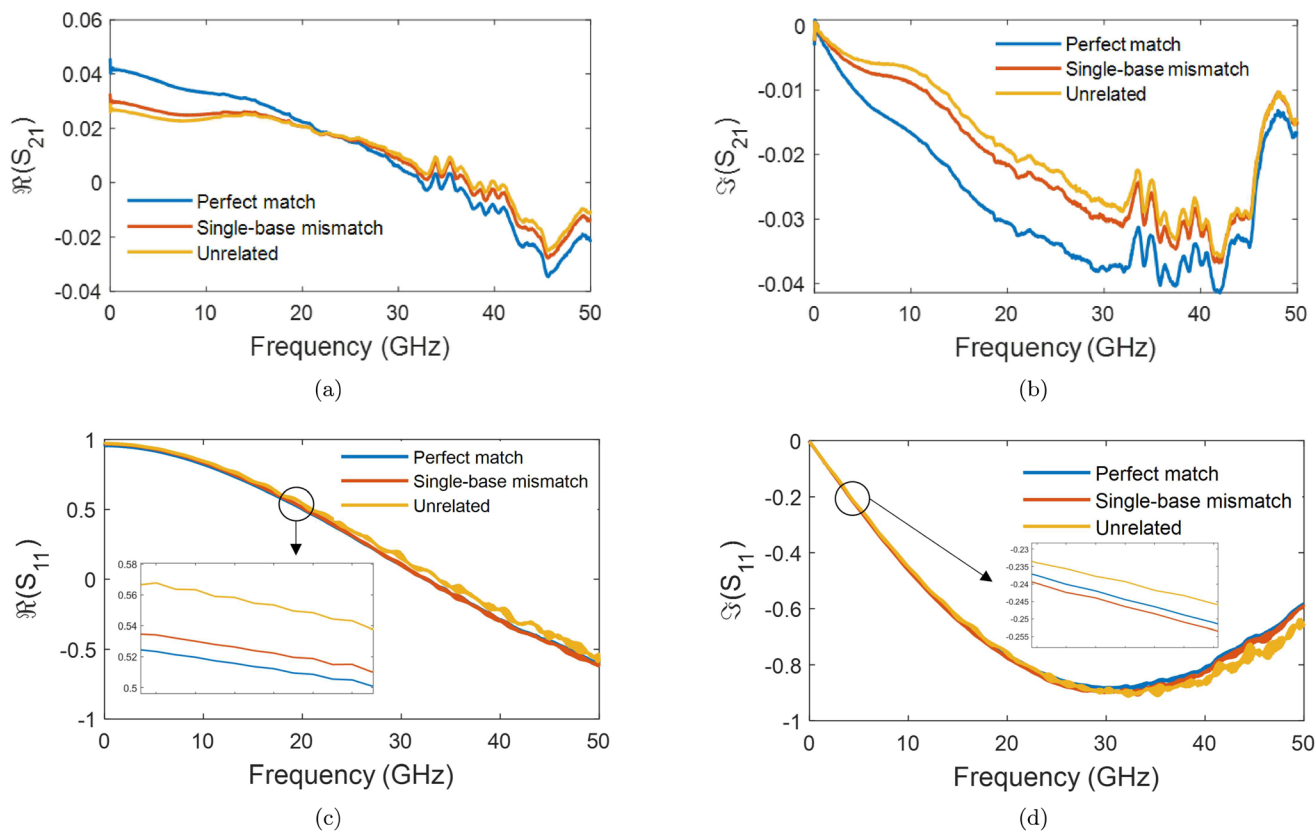 0.06
0.04
0.02
0
-0.02
-0.04
ℜ(S21)
Perfect match
Single-base mismatch
Unrelated
0 10 20 30 40 50
Frequency (GHz)
(a)
0
-0.01
-0.02
-0.03
-0.04
ℑ(S21)
Perfect match
Single-base mismatch
Unrelated
0 10 20 30 40 50
Frequency (GHz)
(b)
1
0.5
0
-0.5
-1
ℜ(S11)
Perfect match
Single-base mismatch
Unrelated
0.58
0.56
0.54
0.52
0.5
0 10 20 30 40 50
Frequency (GHz)
(c)
0
-0.2
-0.4
-0.6
-0.8
-1
ℑ(S11)
Perfect match
Single-base mismatch
Unrelated
-0.23
-0.235
-0.24
-0.245
-0.25
-0.255
0 10 20 30 40 50
Frequency (GHz)
(d)